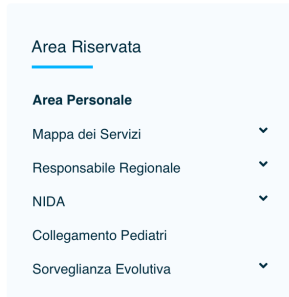 Area Riservata
Area Personale
Mappa dei Servizi
Responsabile Regionale
NIDA
Collegamento Pediatri
Sorveglianza Evolutiva